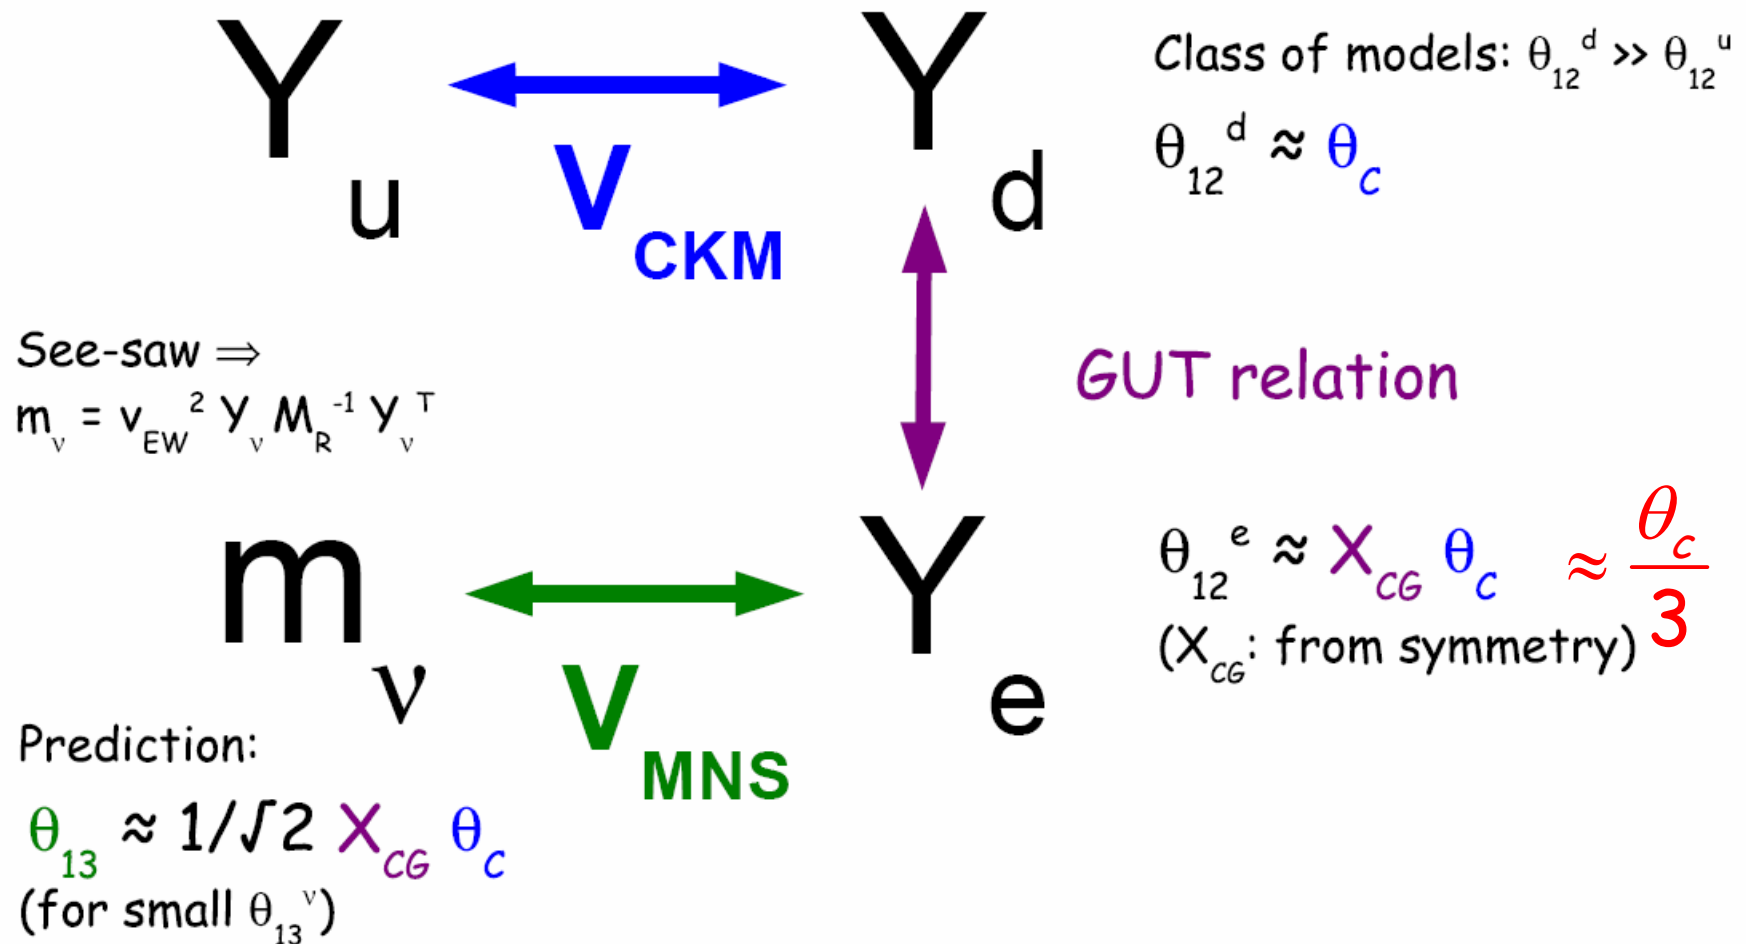 Y_u
V_CKM
Y_d
Class of models: θ_12^d >> θ_12^u
θ_12^d ≈ θ_C
See-saw ⇒
m_ν = v_EW^2 Y_ν M_R^-1 Y_ν^T
GUT relation
m_ν
V_MNS
Y_e
θ_12^e ≈ X_CG θ_C ≈ θ_c/3
(X_CG: from symmetry)
Prediction:
θ_13 ≈ 1/√2 X_CG θ_C
(for small θ_13^ν)